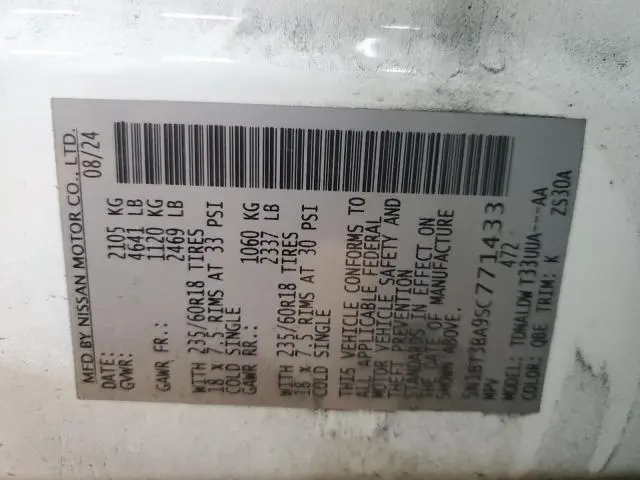 MFD BY NISSAN MOTOR CO., LTD.
DATE: 08/24
GVWR: 2105 KG
4641 LB
GAWR FR.: 1120 KG
2469 LB
WITH 235/60R18 TIRES
18 x 7.5 RIMS AT 33 PSI
COLD SINGLE
GAWR RR.: 1060 KG
2337 LB
WITH 235/60R18 TIRES
18 x 7.5 RIMS AT 30 PSI
COLD SINGLE
THIS VEHICLE CONFORMS TO
ALL APPLICABLE FEDERAL
MOTOR VEHICLE SAFETY AND
THEFT PREVENTION
STANDARDS IN EFFECT ON
THE DATE OF MANUFACTURE
SHOWN ABOVE.
5N1BT3BA9SC771433
MPV 472
MODEL: TUNALDW T33UUA---AA
QBE TRIM: K ZS30A